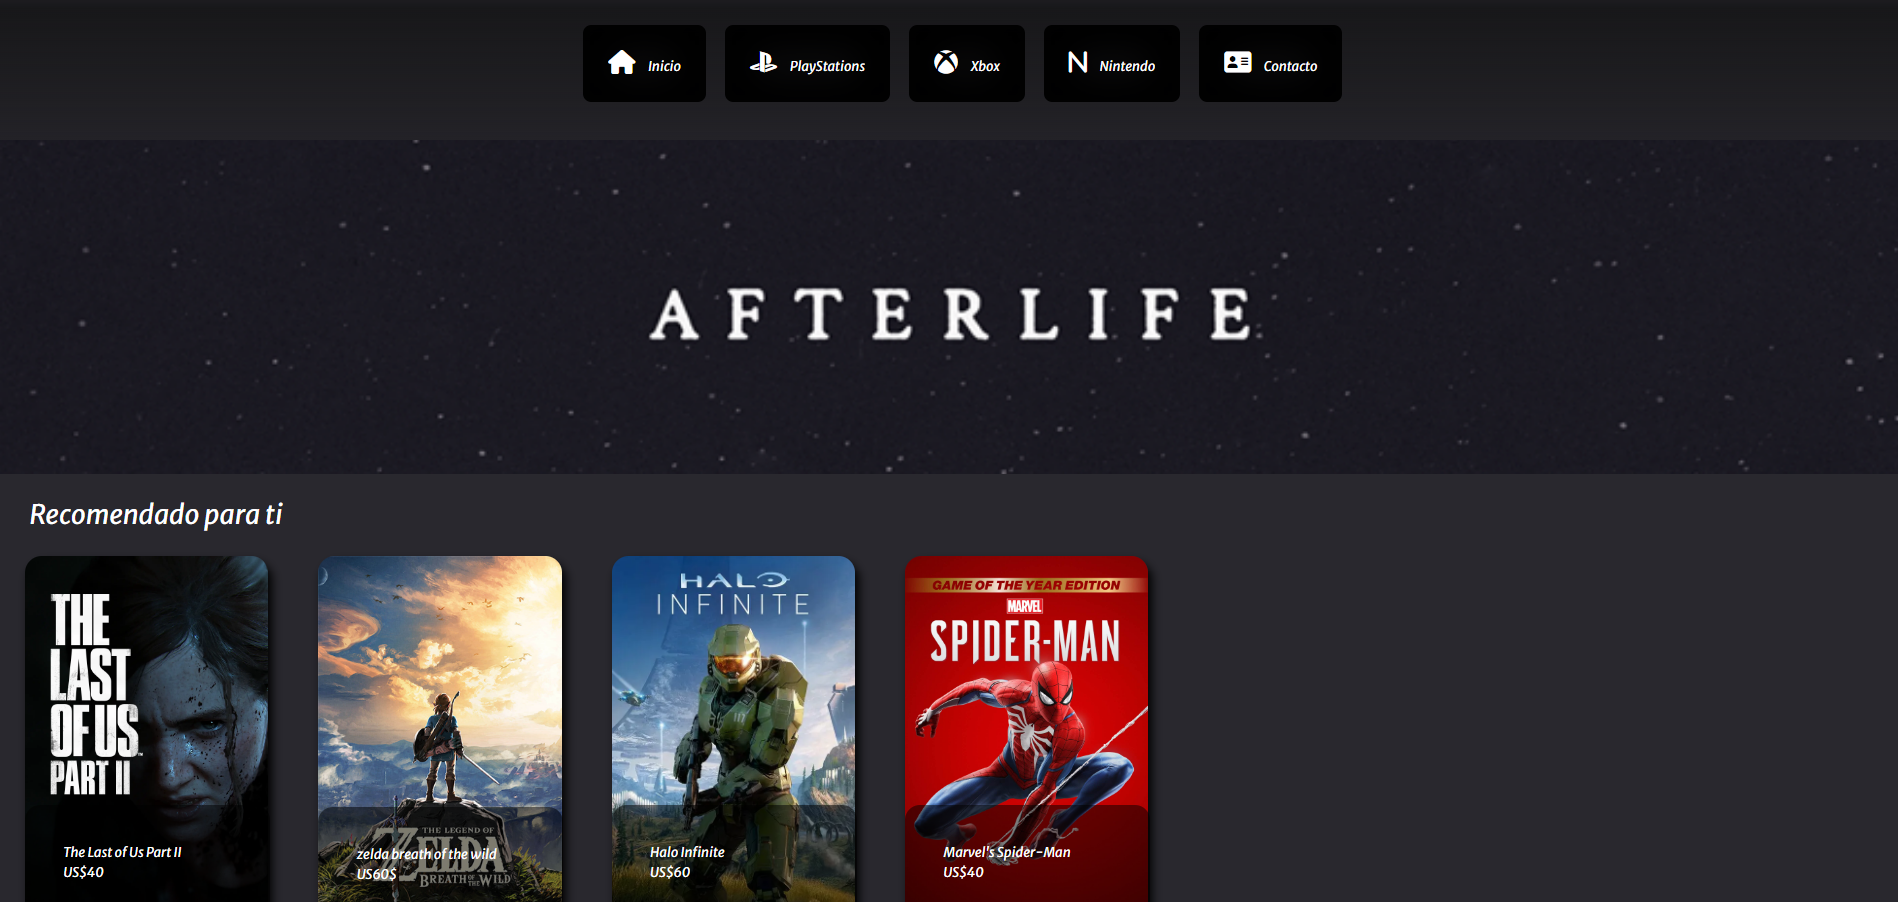 Inicio
PlayStations
Xbox
Nintendo
Contacto
AFTERLIFE
Recomendado para ti
THE
LAST
OF US
PART II
The Last of Us Part II
US$40
THE LEGEND OF
ZELDA
BREATH OF THE WILD
zelda breath of the wild
US60$
HALO
INFINITE
Halo Infinite
US$60
GAME OF THE YEAR EDITION
MARVEL
SPIDER-MAN
Marvel's Spider-Man
US$40